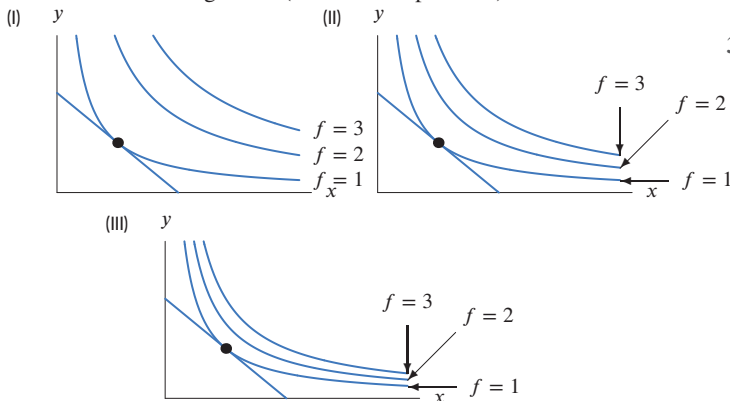 (I)
y
f = 3
f = 2
f = 1
x
(II)
y
f = 3
f = 2
f = 1
x
(III)
y
f = 3
f = 2
f = 1
x